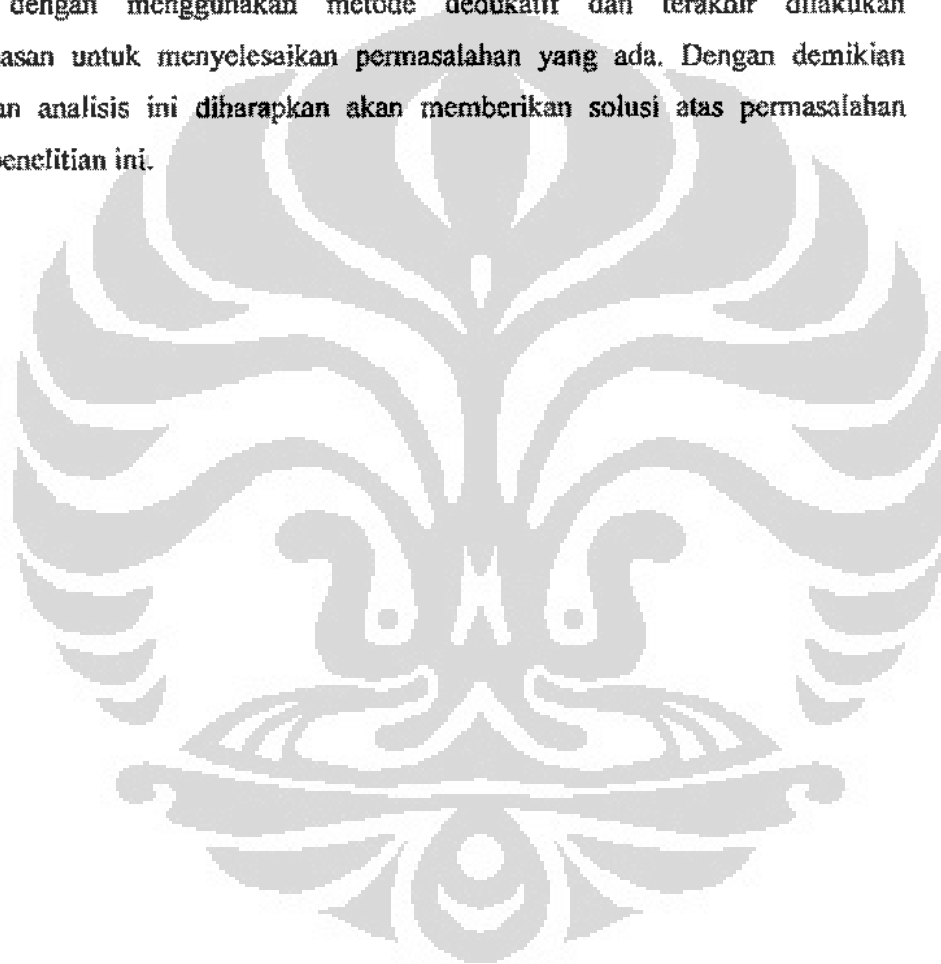 dengan menggunakan metode dedukatif dan terakhir dilakukan
asan untuk menyelesaikan permasalahan yang ada. Dengan demikian
an analisis ini diharapkan akan memberikan solusi atas permasalahan
penelitian ini.